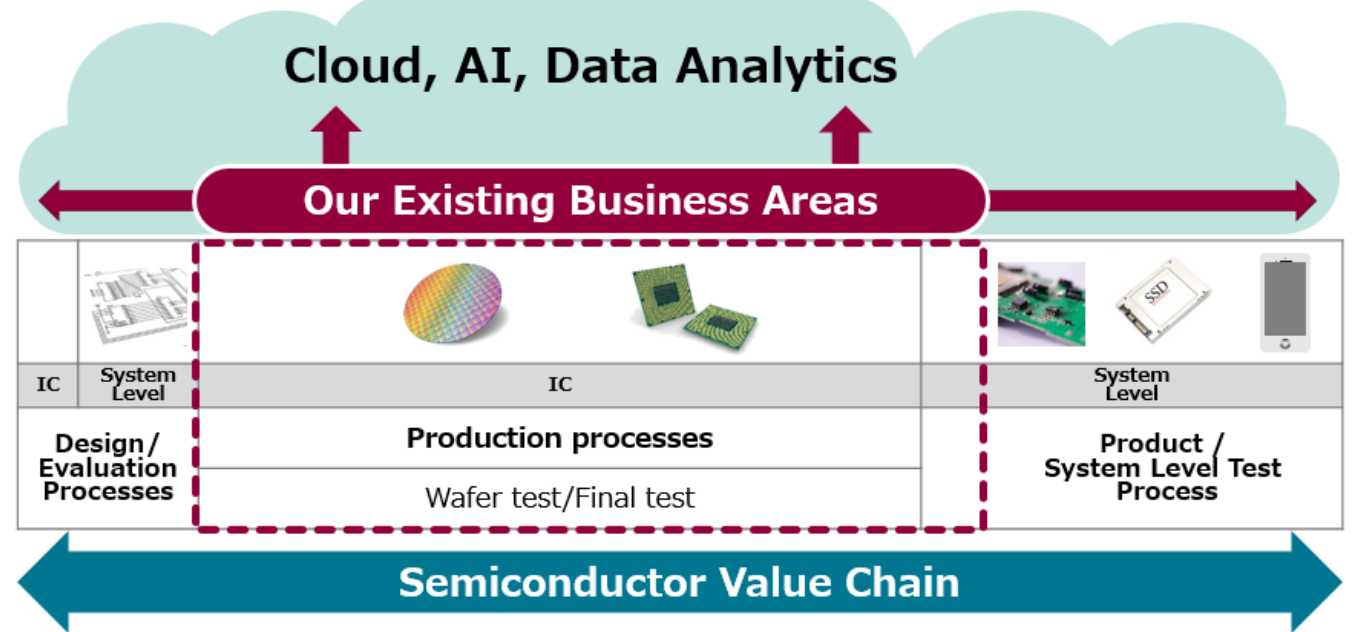 Cloud, AI, Data Analytics
Our Existing Business Areas
SSD
IC
System
Level
IC
System
Level
Design/
Evaluation
Processes
Production processes
Wafer test/Final test
Product /
System Level Test
Process
Semiconductor Value Chain